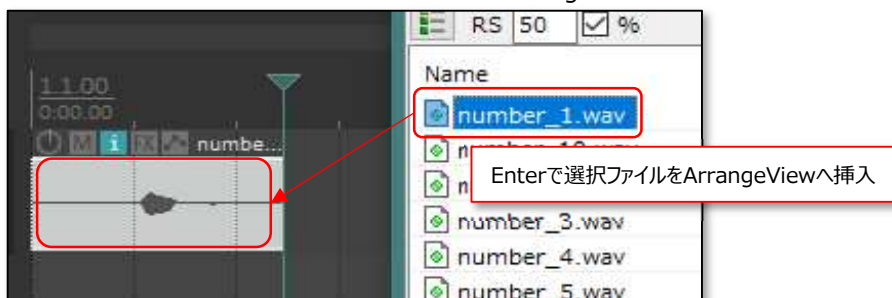 RS 50 %
Name
1.1.00
0:00.00
numbe...
number_1.wav
Enterで選択ファイルをArrangeViewへ挿入
number_3.wav
number_4.wav
number_5.wav